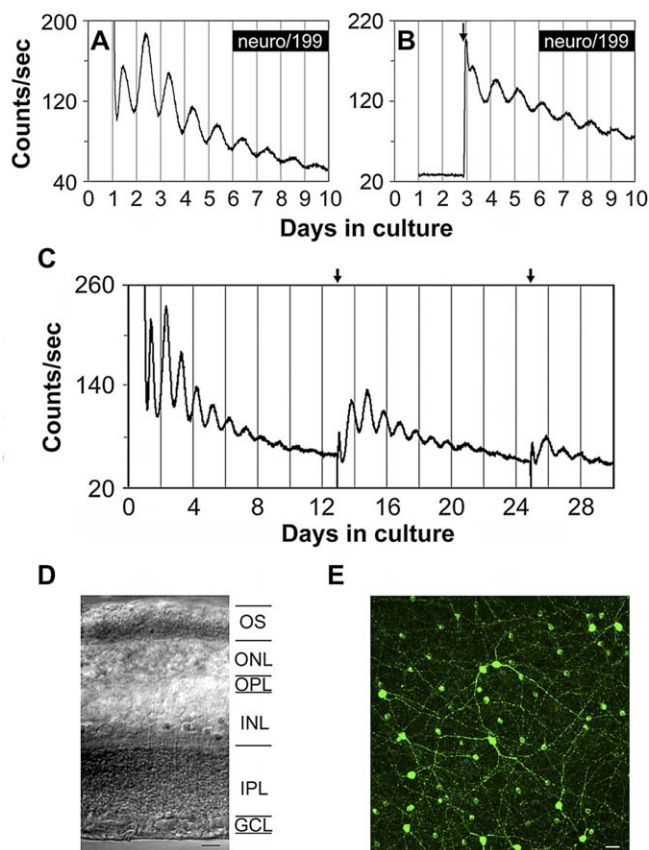 A
neuro/199
B
neuro/199
Counts/sec
200
120
40
220
120
20
0 1 2 3 4 5 6 7 8 9 10
0 1 2 3 4 5 6 7 8 9 10
Days in culture
C
Counts/sec
260
140
20
0 4 8 12 16 20 24 28
Days in culture
D
OS
ONL
OPL
INL
IPL
GCL
E